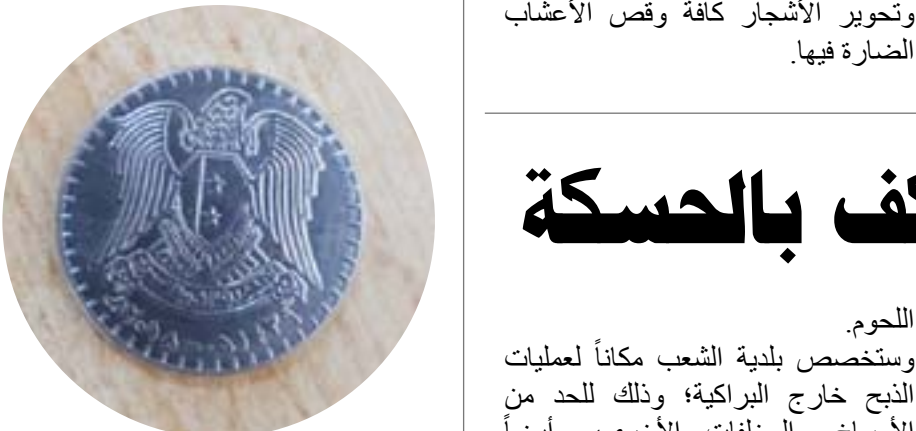 وتحوير الأشجار كافة وقص الأعشاب
الضارة فيها.
بالحسكة
اللحوم.
وستخصص بلدية الشعب مكاناً لعمليات
الذبح خارج البراكية؛ وذلك للحد من